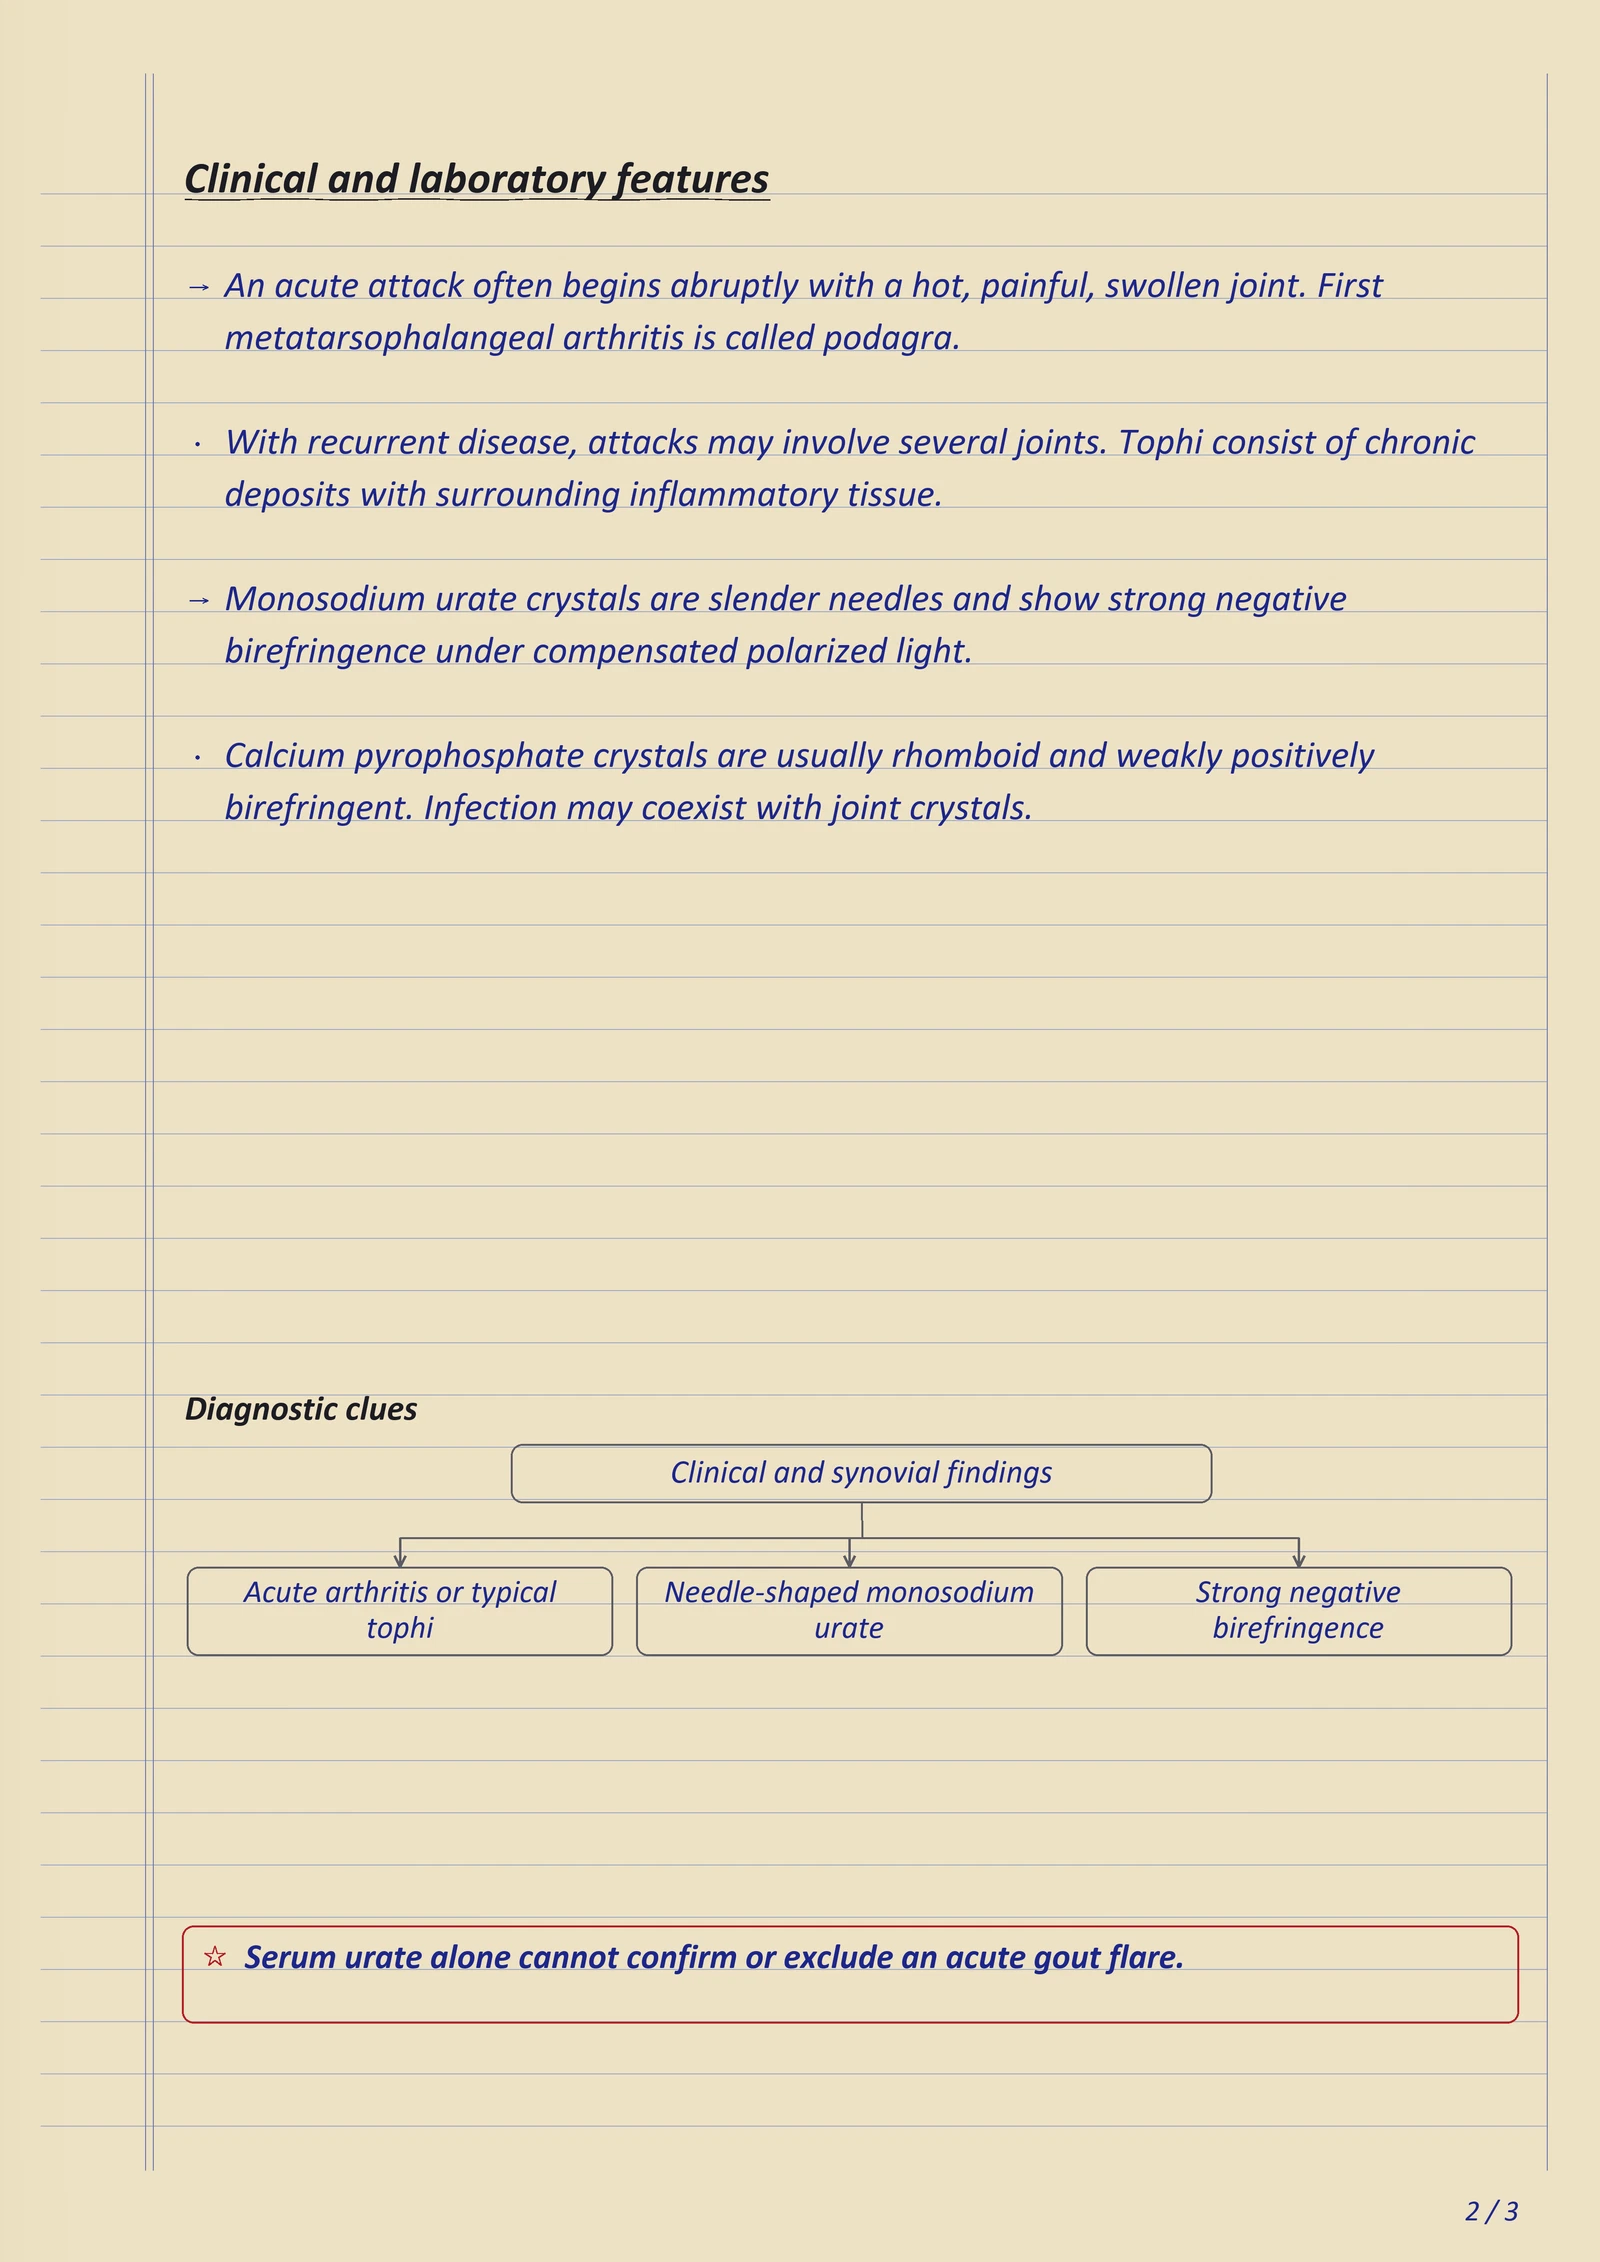 Clinical and laboratory features
→ An acute attack often begins abruptly with a hot, painful, swollen joint. First
metatarsophalangeal arthritis is called podagra.
· With recurrent disease, attacks may involve several joints. Tophi consist of chronic
deposits with surrounding inflammatory tissue.
→ Monosodium urate crystals are slender needles and show strong negative
birefringence under compensated polarized light.
· Calcium pyrophosphate crystals are usually rhomboid and weakly positively
birefringent. Infection may coexist with joint crystals.
Diagnostic clues
Clinical and synovial findings
Acute arthritis or typical
tophi
Needle-shaped monosodium
urate
Strong negative
birefringence
☆ Serum urate alone cannot confirm or exclude an acute gout flare.
2 / 3